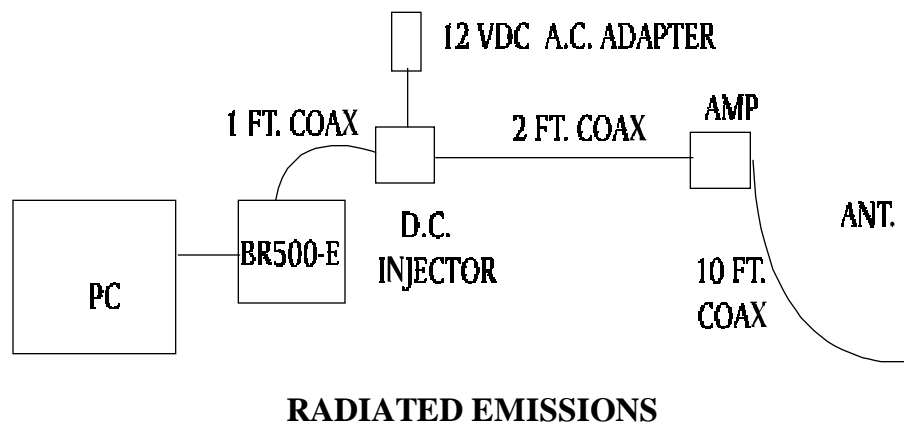 12 VDC A.C. ADAPTER
1 FT. COAX
2 FT. COAX
AMP
ANT.
BR500-E
D.C.
INJECTOR
PC
10 FT.
COAX
RADIATED EMISSIONS